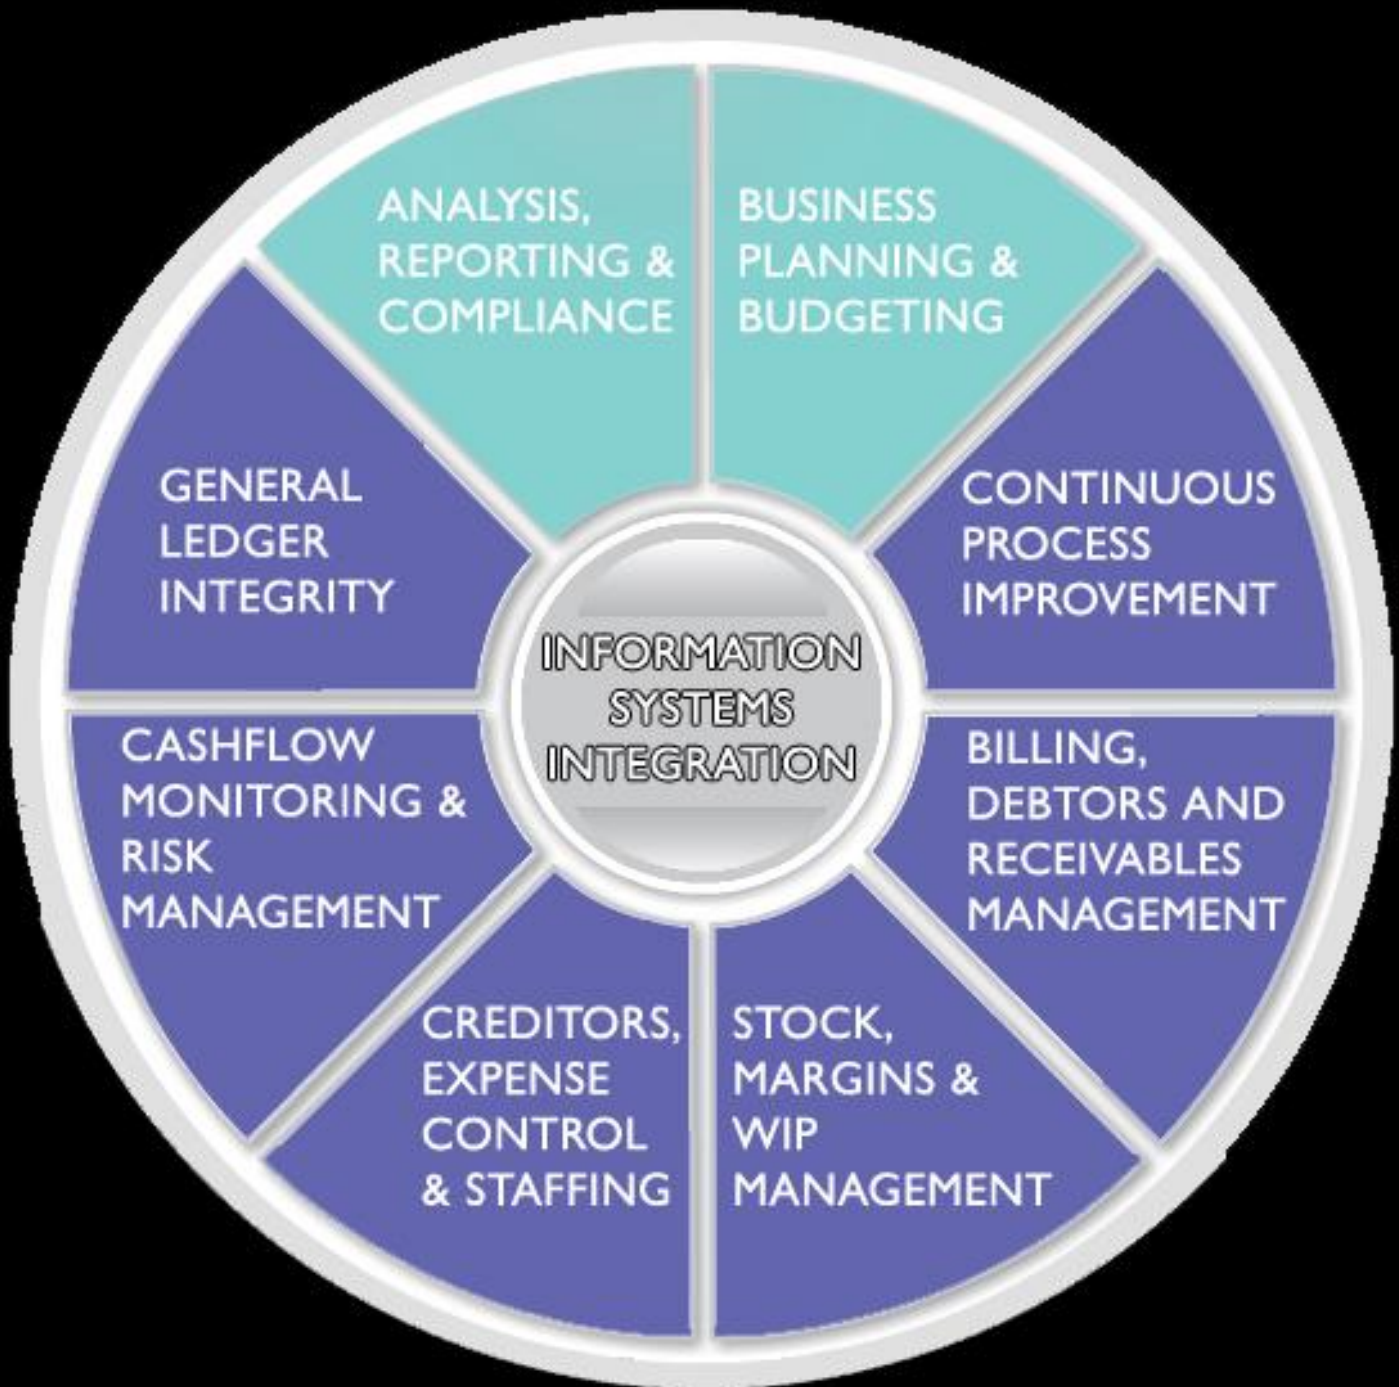 ANALYSIS,
REPORTING &
COMPLIANCE
BUSINESS
PLANNING &
BUDGETING
GENERAL
LEDGER
INTEGRITY
CONTINUOUS
PROCESS
IMPROVEMENT
INFORMATION
SYSTEMS
INTEGRATION
CASHFLOW
MONITORING &
RISK
MANAGEMENT
BILLING,
DEBTORS AND
RECEIVABLES
MANAGEMENT
CREDITORS,
EXPENSE
CONTROL
& STAFFING
STOCK,
MARGINS &
WIP
MANAGEMENT